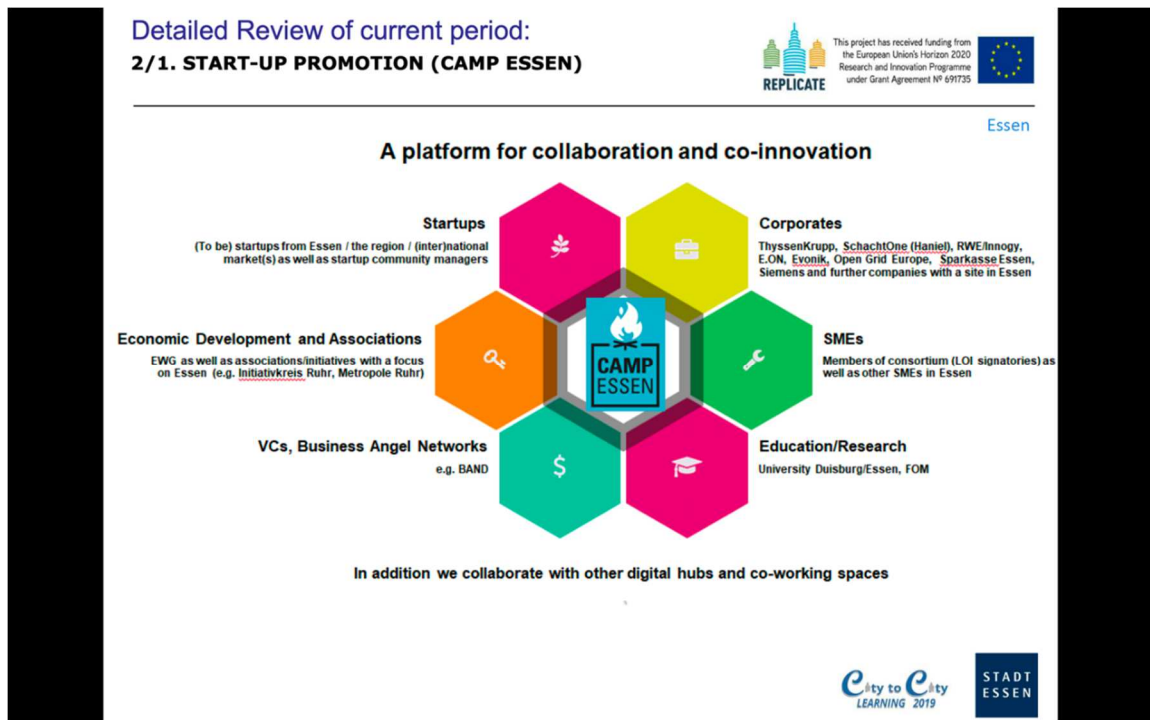 Detailed Review of current period:
2/1. START-UP PROMOTION (CAMP ESSEN)
REPLICATE
This project has received funding from
the European Union's Horizon 2020
Research and Innovation Programme
under Grant Agreement Nº 691735
Essen
A platform for collaboration and co-innovation
Startups
(To be) startups from Essen / the region / (inter)national
market(s) as well as startup community managers
Corporates
ThyssenKrupp, SchachtOne (Haniel), RWE/Innogy,
E.ON, Evonik, Open Grid Europe, Sparkasse Essen,
Siemens and further companies with a site in Essen
Economic Development and Associations
EWG as well as associations/initiatives with a focus
on Essen (e.g. Initiativkreis Ruhr, Metropole Ruhr)
CAMP
ESSEN
SMEs
Members of consortium (LOI signatories) as
well as other SMEs in Essen
VCs, Business Angel Networks
e.g. BAND
$
Education/Research
University Duisburg/Essen, FOM
In addition we collaborate with other digital hubs and co-working spaces
City to City
LEARNING 2019
STADT
ESSEN